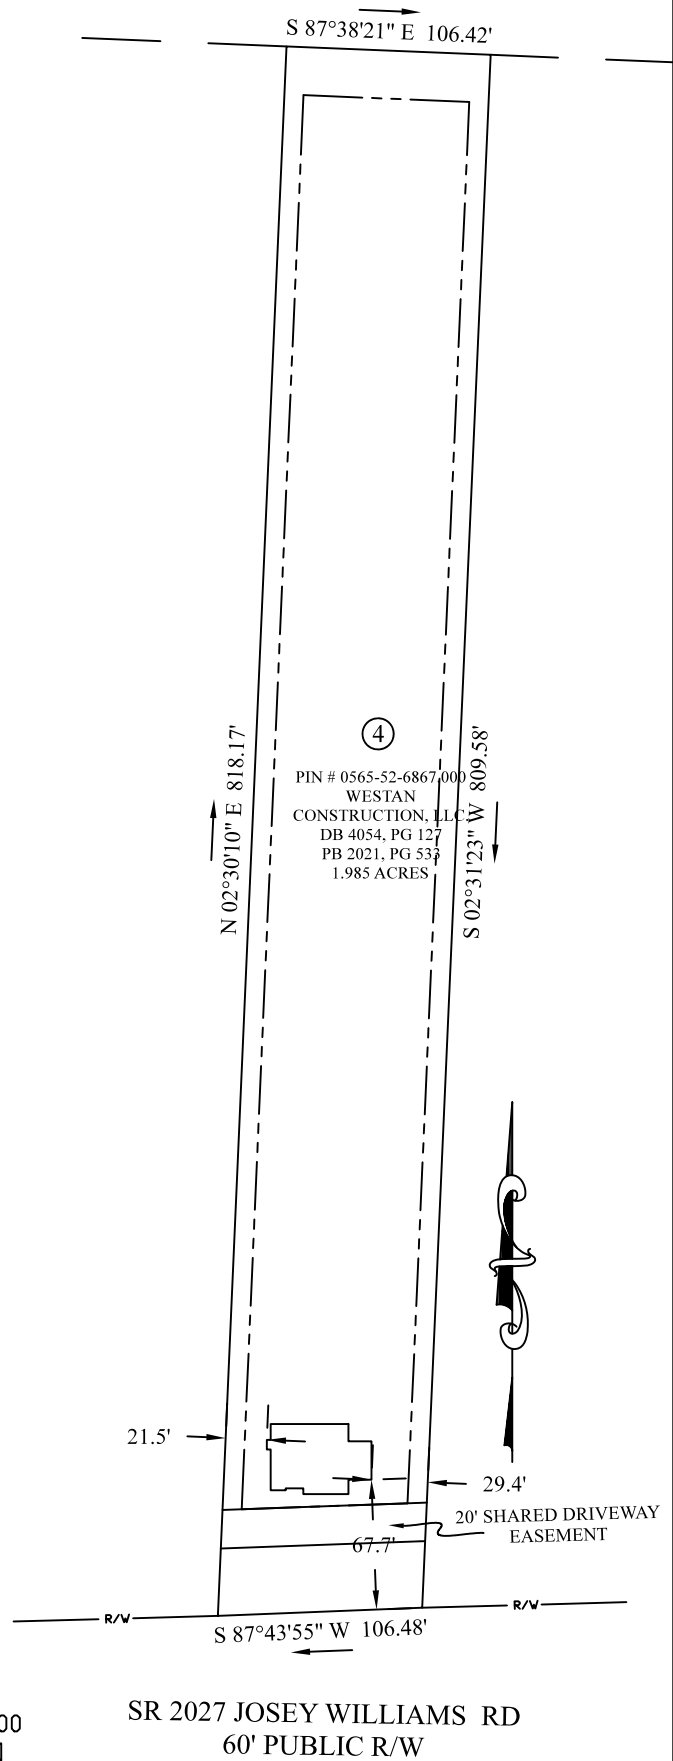 S 87°38'21" E 106.42'
N 02°30'10" E 818.17'
4
PIN # 0565-52-6867.000
WESTAN
CONSTRUCTION, LLC.
DB 4054, PG 127
PB 2021, PG 533
1.985 ACRES
S 02°31'23" W 809.58'
21.5'
29.4'
20' SHARED DRIVEWAY
EASEMENT
67.7'
R/W
R/W
S 87°43'55" W 106.48'
SR 2027 JOSEY WILLIAMS RD
60' PUBLIC R/W
00